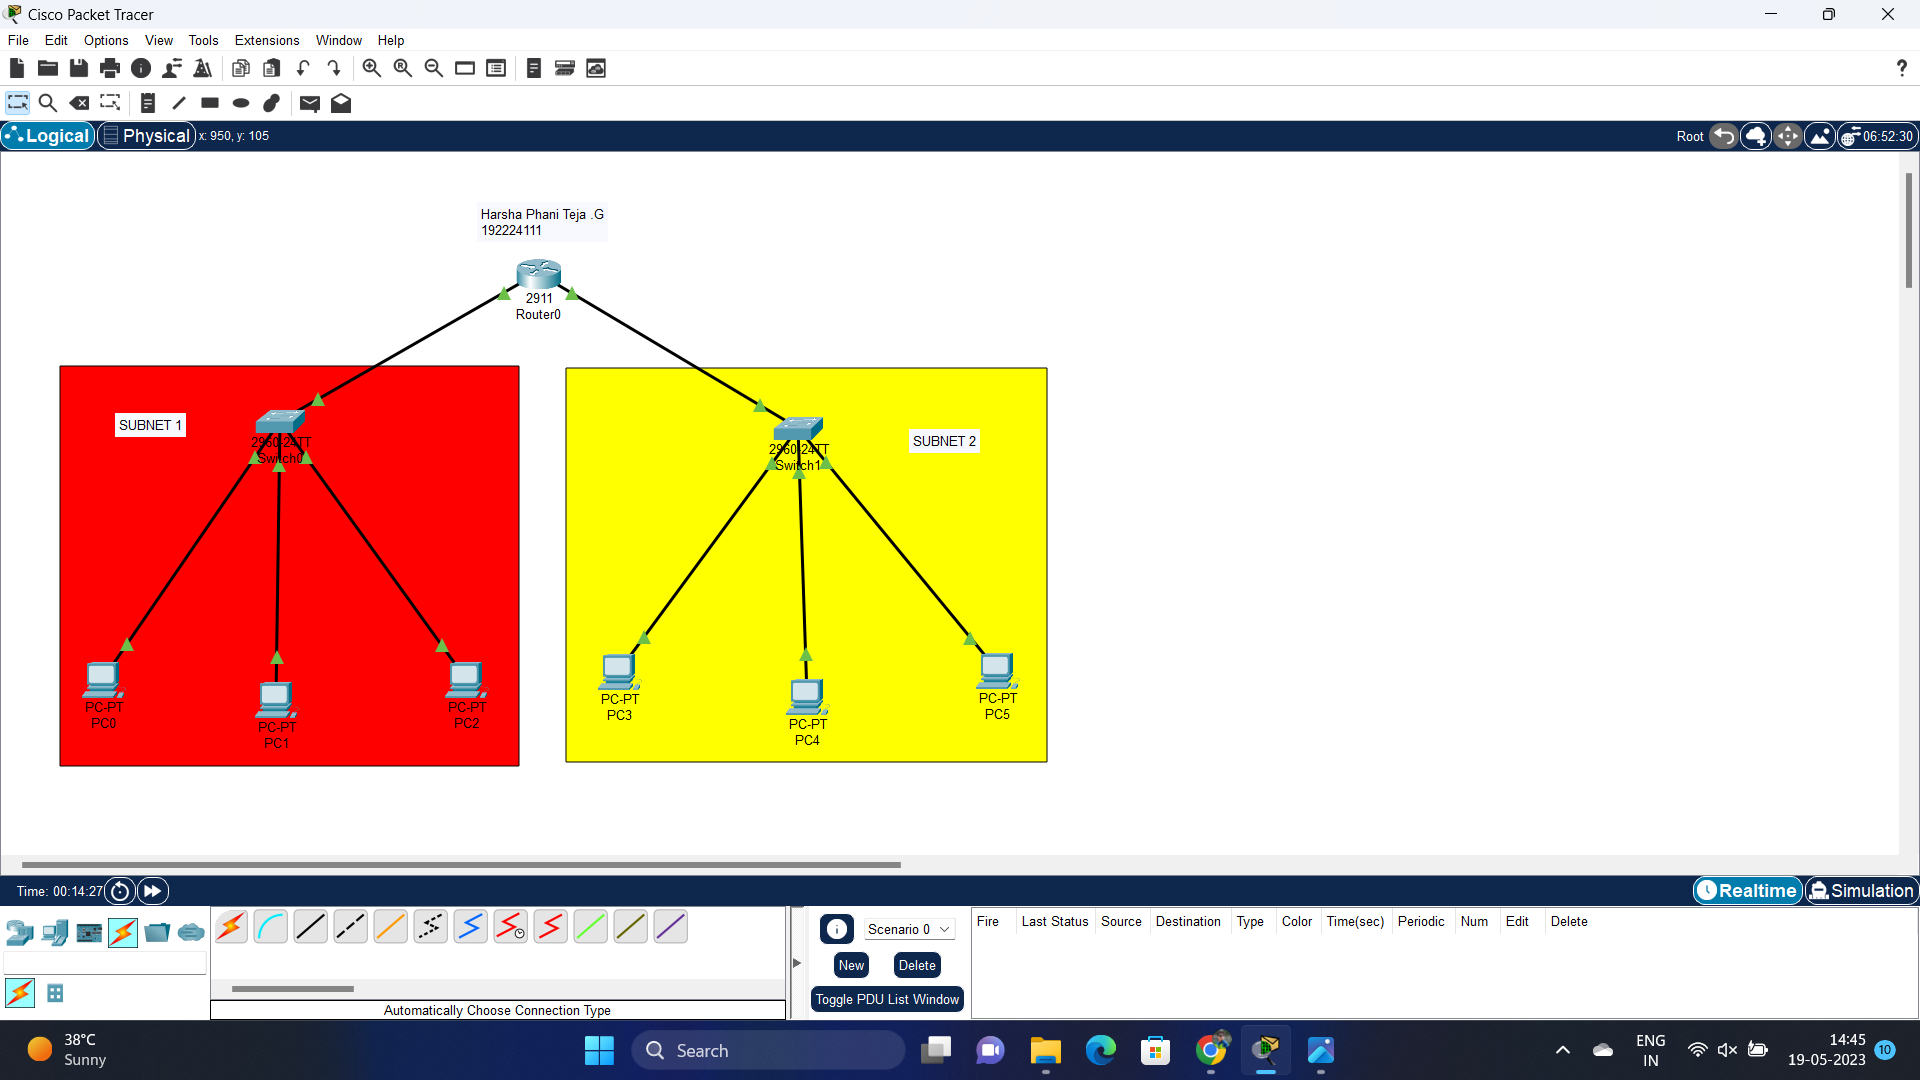 Cisco Packet Tracer
File Edit Options View Tools Extensions Window Help
?
Logical Physical x: 950, y: 105 Root 06:52:30
Harsha Phani Teja .G
192224111
2911
Router0
SUBNET 1
2960-24TT
Switch0
SUBNET 2
2960-24TT
Switch1
PC-PT
PC0
PC-PT
PC1
PC-PT
PC2
PC-PT
PC3
PC-PT
PC4
PC-PT
PC5
Time: 00:14:27 Realtime Simulation
Scenario 0
New Delete
Toggle PDU List Window
Fire Last Status Source Destination Type Color Time(sec) Periodic Num Edit Delete
Automatically Choose Connection Type
38°C
Sunny
Search
ENG
IN
14:45
19-05-2023
10